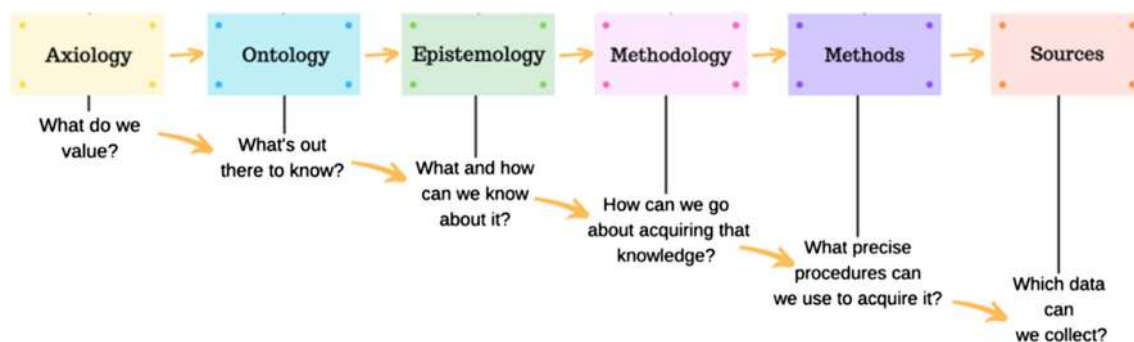 Axiology
Ontology
Epistemology
Methodology
Methods
Sources
What do we
value?
What's out
there to know?
What and how
can we know
about it?
How can we go
about acquiring that
knowledge?
What precise
procedures can
we use to acquire it?
Which data
can
we collect?